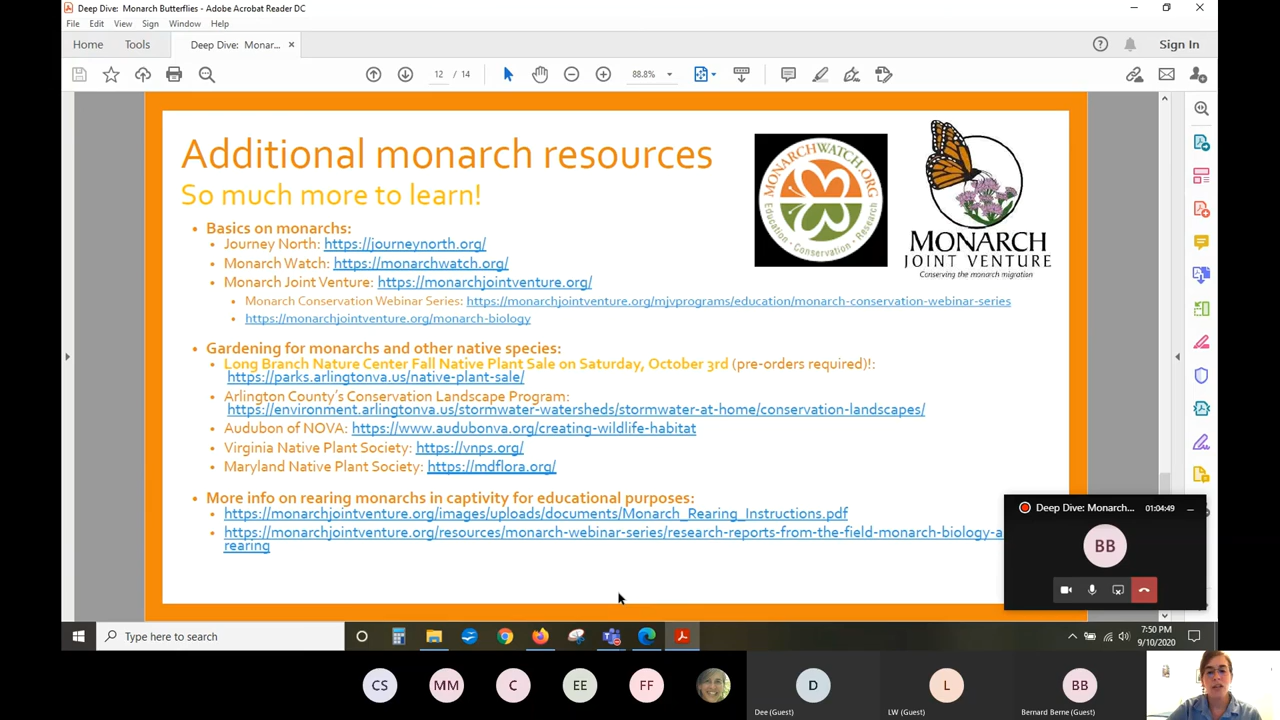 Deep Dive: Monarch Butterflies - Adobe Acrobat Reader DC
File Edit View Sign Window Help
Home Tools Deep Dive: Monar... × Sign In
12 / 14 88.8%
Additional monarch resources
So much more to learn!
MONARCHWATCH.ORG
Education • Conservation • Research
MONARCH
JOINT VENTURE
Conserving the monarch migration
• Basics on monarchs:
• Journey North: https://journeynorth.org/
• Monarch Watch: https://monarchwatch.org/
• Monarch Joint Venture: https://monarchjointventure.org/
• Monarch Conservation Webinar Series: https://monarchjointventure.org/mjvprograms/education/monarch-conservation-webinar-series
• https://monarchjointventure.org/monarch-biology
• Gardening for monarchs and other native species:
• Long Branch Nature Center Fall Native Plant Sale on Saturday, October 3rd (pre-orders required)!:
https://parks.arlingtonva.us/native-plant-sale/
• Arlington County's Conservation Landscape Program:
https://environment.arlingtonva.us/stormwater-watersheds/stormwater-at-home/conservation-landscapes/
• Audubon of NOVA: https://www.audubonva.org/creating-wildlife-habitat
• Virginia Native Plant Society: https://vnps.org/
• Maryland Native Plant Society: https://mdflora.org/
• More info on rearing monarchs in captivity for educational purposes:
• https://monarchjointventure.org/images/uploads/documents/Monarch_Rearing_Instructions.pdf
• https://monarchjointventure.org/resources/monarch-webinar-series/research-reports-from-the-field-monarch-biology-a
rearing
Deep Dive: Monarch... 01:04:49
BB
Type here to search
7:50 PM
9/10/2020
CS MM C EE FF D L BB
Dee (Guest) LW (Guest) Bernard Berne (Guest)